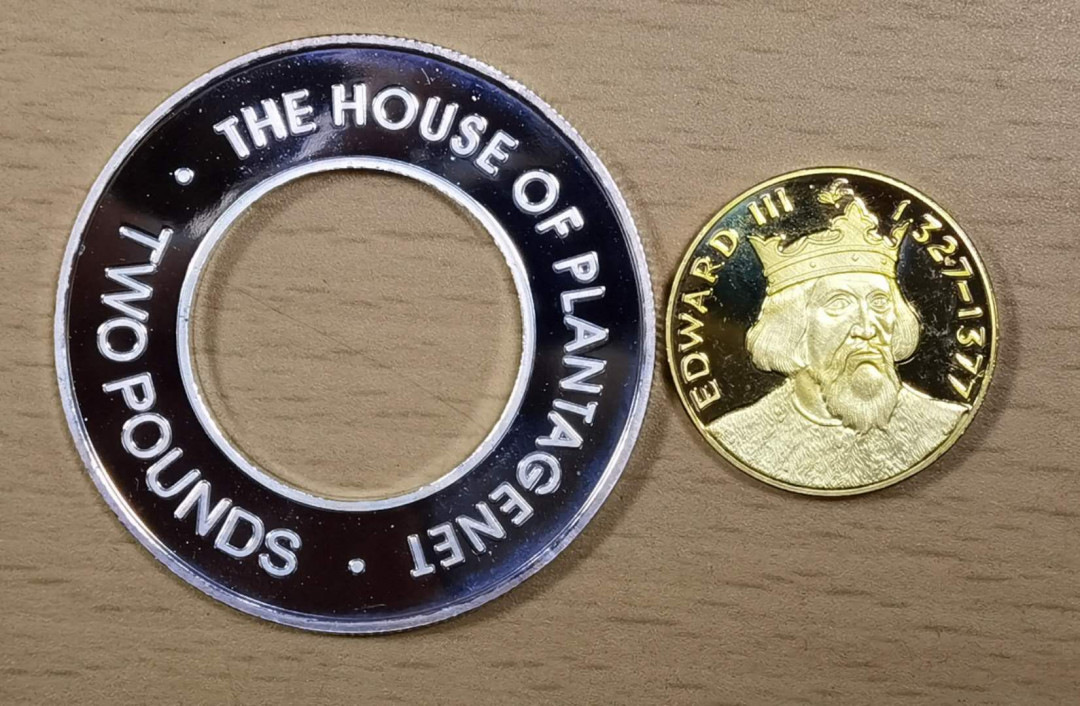 THE HOUSE OF PLANTAGENET
TWO POUNDS
EDWARD III 1327-1377